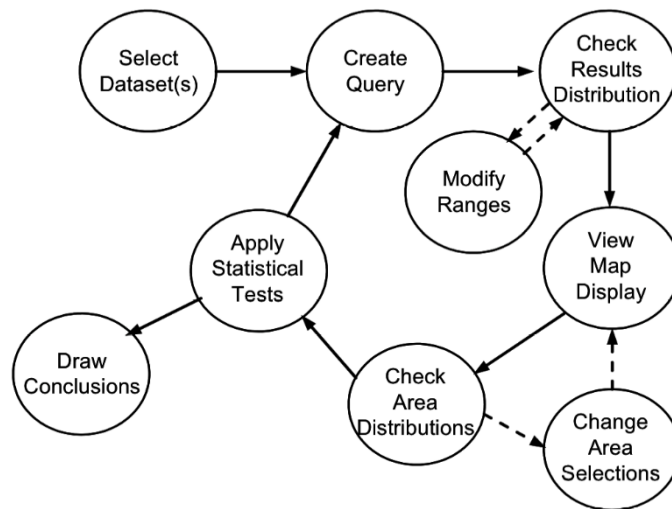 Select
Dataset(s)
Create
Query
Check
Results
Distribution
Modify
Ranges
View
Map
Display
Apply
Statistical
Tests
Draw
Conclusions
Check
Area
Distributions
Change
Area
Selections